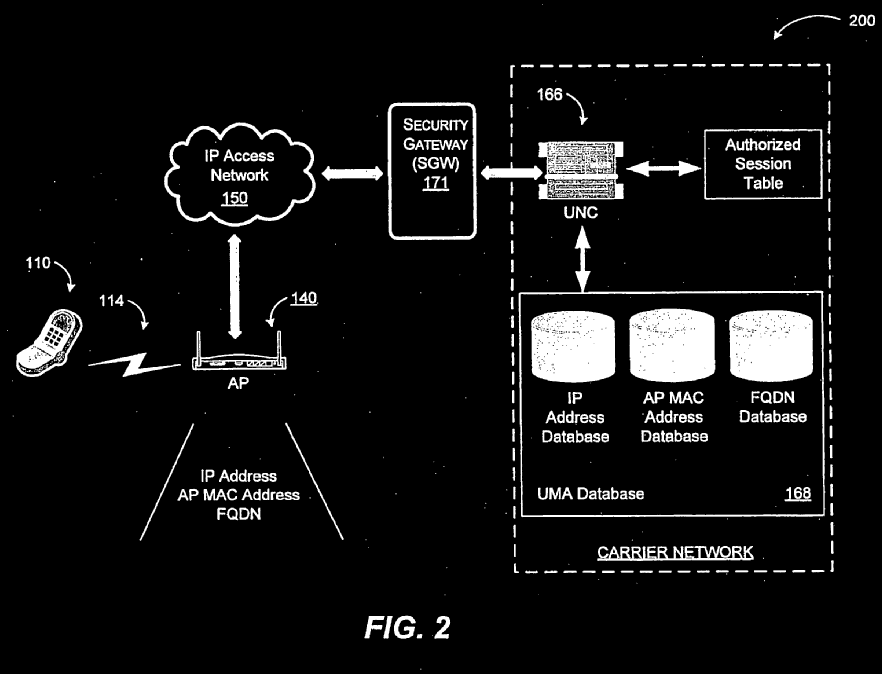 200
166
SECURITY
GATEWAY
(SGW)
171
IP Access
Network
150
Authorized
Session
Table
UNC
110
114
140
AP
IP
Address
Database
AP MAC
Address
Database
FQDN
Database
IP Address
AP MAC Address
FQDN
UMA Database
168
CARRIER NETWORK
FIG. 2